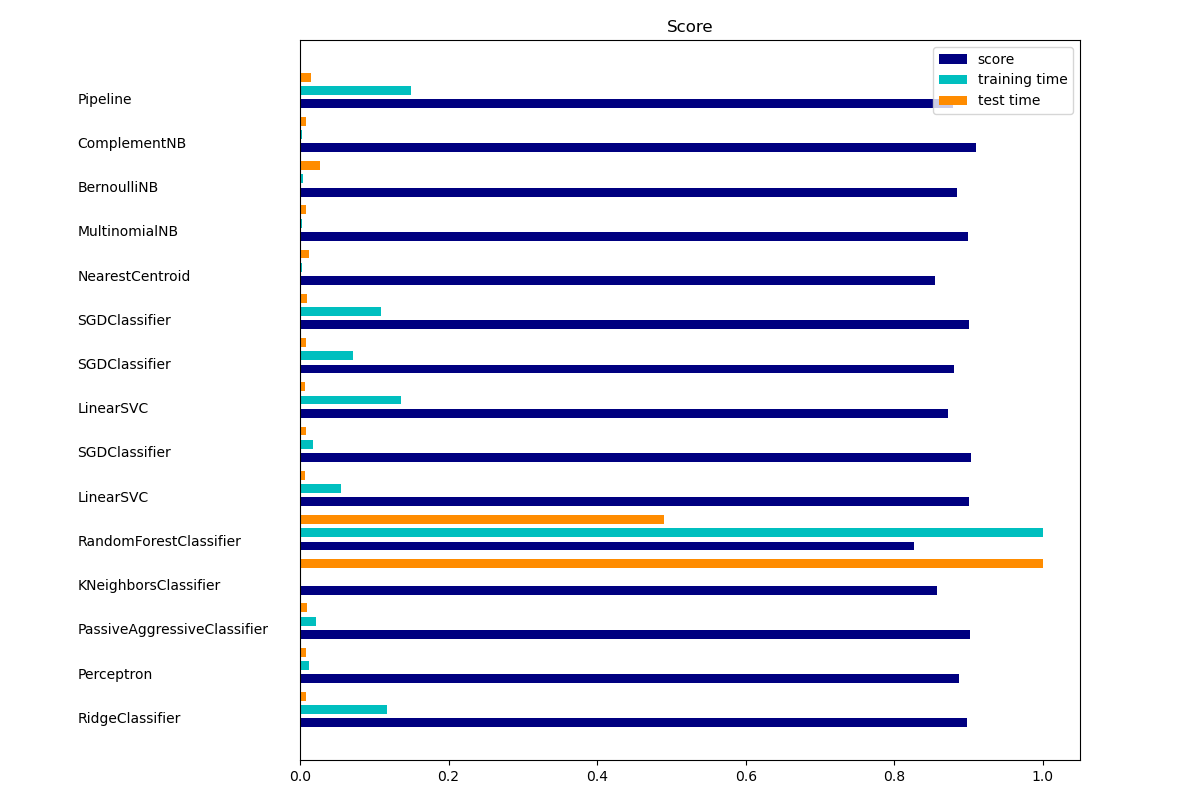 Score
score
training time
test time
Pipeline
ComplementNB
BernoulliNB
MultinomialNB
NearestCentroid
SGDClassifier
SGDClassifier
LinearSVC
SGDClassifier
LinearSVC
RandomForestClassifier
KNeighborsClassifier
PassiveAggressiveClassifier
Perceptron
RidgeClassifier
0.0 0.2 0.4 0.6 0.8 1.0